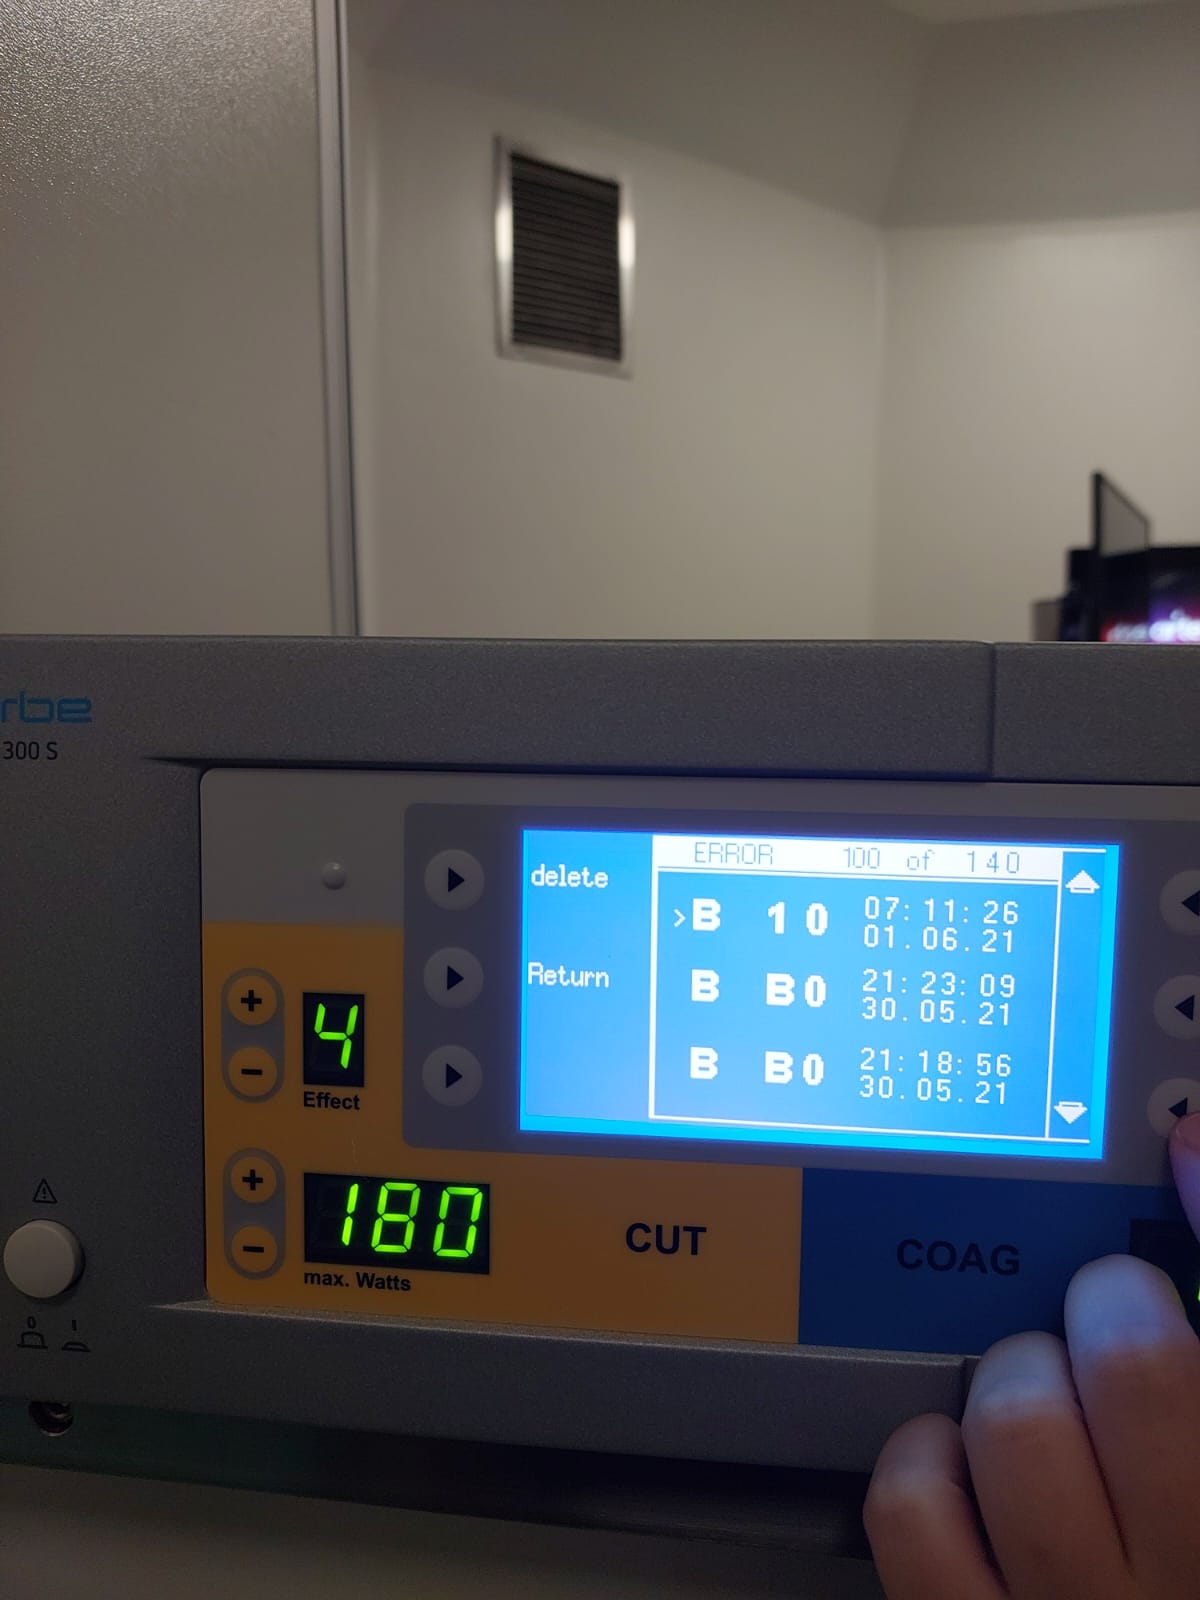 rbe
300 S
ERROR 100 of 140
delete
>B 10 07:11:26
01.06.21
Return
B B0 21:23:09
30.05.21
B B0 21:18:56
30.05.21
+
4
−
Effect
+
180
−
max. Watts
CUT
COAG
0 I